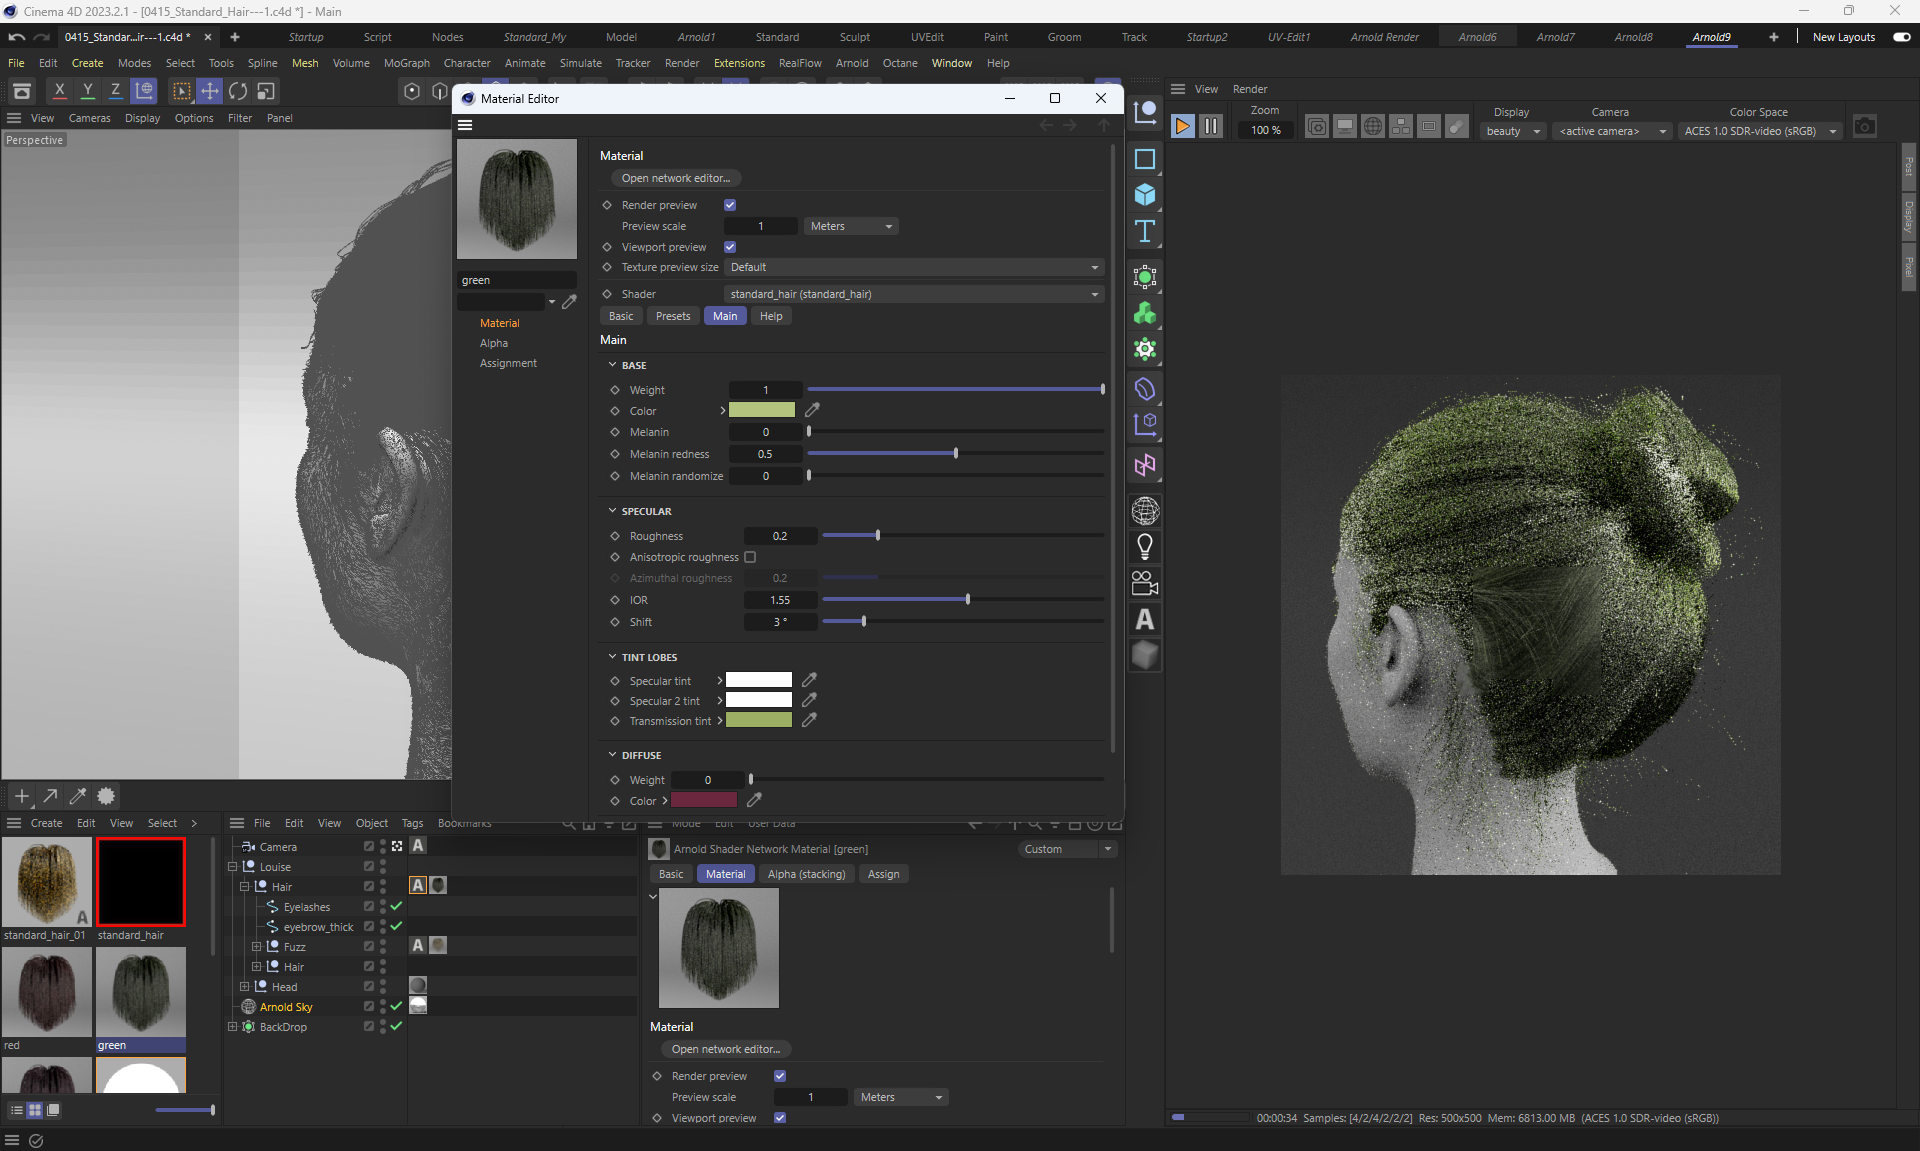 Cinema 4D 2023.2.1 - [0415_Standard_Hair---1.c4d *] - Main
0415_Standar...ir---1.c4d *
Startup
Script
Nodes
Standard_My
Model
Arnold1
Standard
Sculpt
UVEdit
Paint
Groom
Track
Startup2
UV-Edit1
Arnold Render
Arnold6
Arnold7
Arnold8
Arnold9
New Layouts
File Edit Create Modes Select Tools Spline Mesh Volume MoGraph Character Animate Simulate Tracker Render Extensions RealFlow Arnold Octane Window Help
X Y Z
View Cameras Display Options Filter Panel
Perspective
Material Editor
green
Material
Alpha
Assignment
Material
Open network editor...
Render preview
Preview scale 1 Meters
Viewport preview
Texture preview size Default
Shader standard_hair (standard_hair)
Basic Presets Main Help
Main
BASE
Weight 1
Color
Melanin 0
Melanin redness 0.5
Melanin randomize 0
SPECULAR
Roughness 0.2
Anisotropic roughness
Azimuthal roughness 0.2
IOR 1.55
Shift 3 °
TINT LOBES
Specular tint
Specular 2 tint
Transmission tint
DIFFUSE
Weight 0
Color
View Render
Zoom
100 %
Display
beauty
Camera
<active camera>
Color Space
ACES 1.0 SDR-video (sRGB)
Post
Display
Pixel
00:00:34 Samples: [4/2/4/2/2/2] Res: 500x500 Mem: 6813.00 MB (ACES 1.0 SDR-video (sRGB))
Create Edit View Select
standard_hair_01
standard_hair
red
green
File Edit View Object Tags Bookmarks
Camera
Louise
Hair
Eyelashes
eyebrow_thick
Fuzz
Hair
Head
Arnold Sky
BackDrop
Mode Edit User Data
Arnold Shader Network Material [green]
Custom
Basic Material Alpha (stacking) Assign
Material
Open network editor...
Render preview
Preview scale 1 Meters
Viewport preview